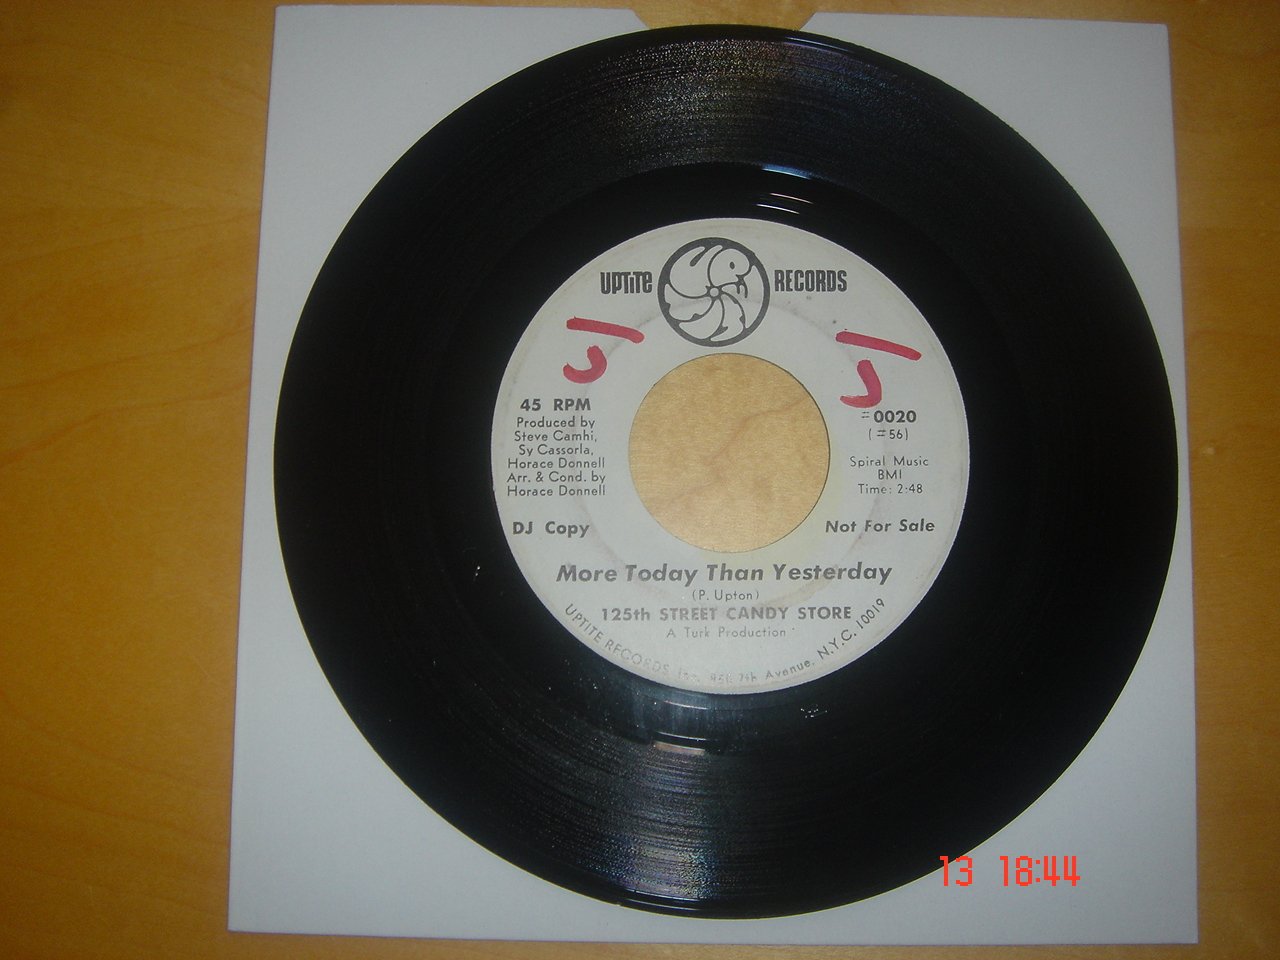 UPTITE RECORDS
45 RPM
Produced by
Steve Camhi,
Sy Cassorla,
Horace Donnell
Arr. & Cond. by
Horace Donnell
#0020
(#56)
Spiral Music
BMI
Time: 2:48
DJ Copy
Not For Sale
More Today Than Yesterday
(P. Upton)
125th STREET CANDY STORE
A Turk Production
UPTITE RECORDS, Inc. 7th Avenue, N.Y.C. 10019
13 18:44